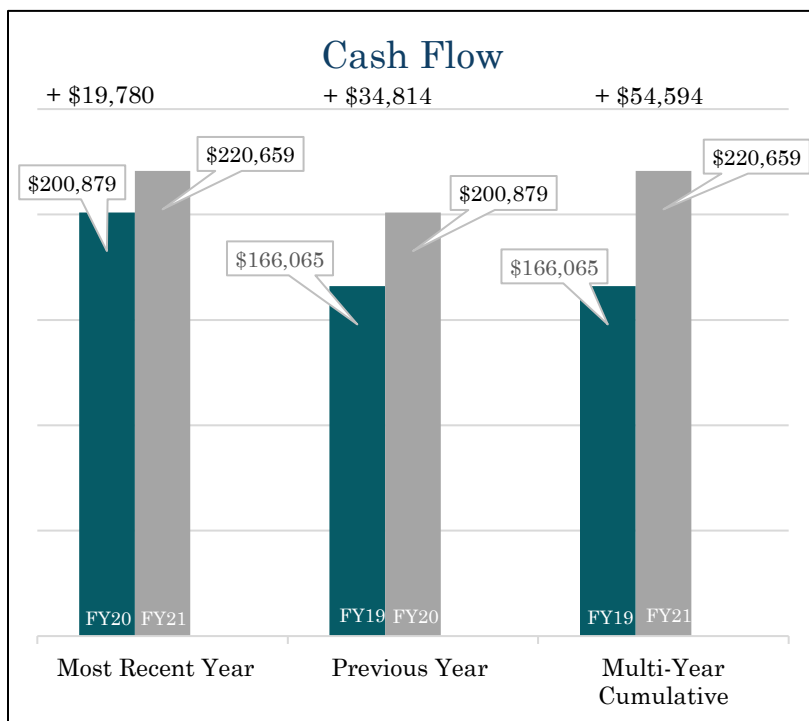 Cash Flow
+ $19,780
+ $34,814
+ $54,594
$200,879
$220,659
$166,065
$200,879
$166,065
$220,659
FY20
FY21
FY19
FY20
FY19
FY21
Most Recent Year
Previous Year
Multi-Year
Cumulative